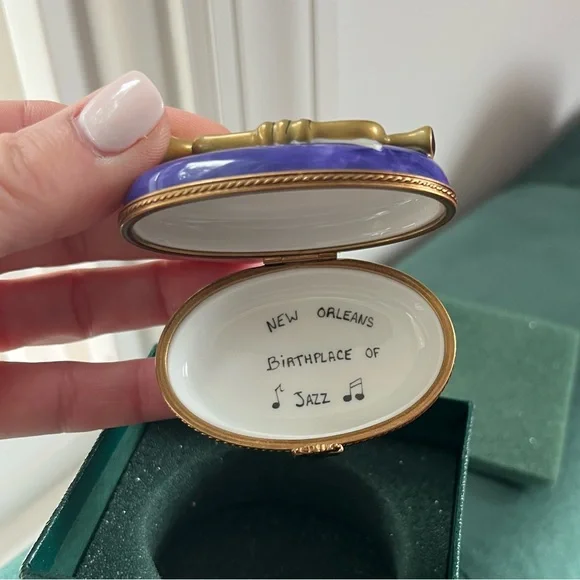 NEW ORLEANS
BiRTHPLACE OF
♪ JAZZ ♫